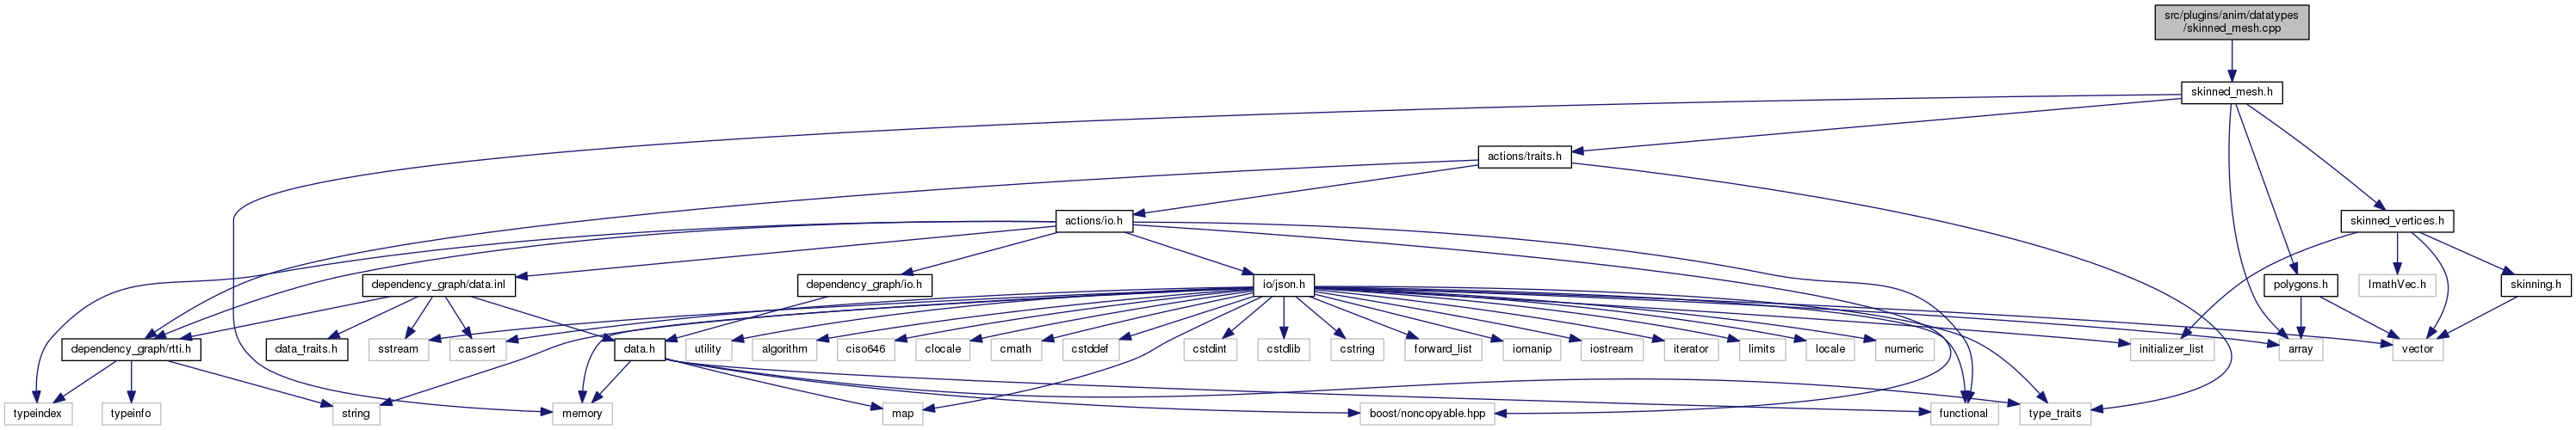 src/plugins/anim/datatypes
/skinned_mesh.cpp
skinned_mesh.h
actions/traits.h
actions/io.h
skinned_vertices.h
dependency_graph/data.inl
dependency_graph/io.h
io/json.h
polygons.h
ImathVec.h
skinning.h
dependency_graph/rtti.h
data_traits.h
sstream
cassert
data.h
utility
algorithm
ciso646
clocale
cmath
cstddef
cstdint
cstdlib
cstring
forward_list
iomanip
iostream
iterator
limits
locale
numeric
initializer_list
array
vector
typeindex
typeinfo
string
memory
boost/noncopyable.hpp
map
functional
type_traits